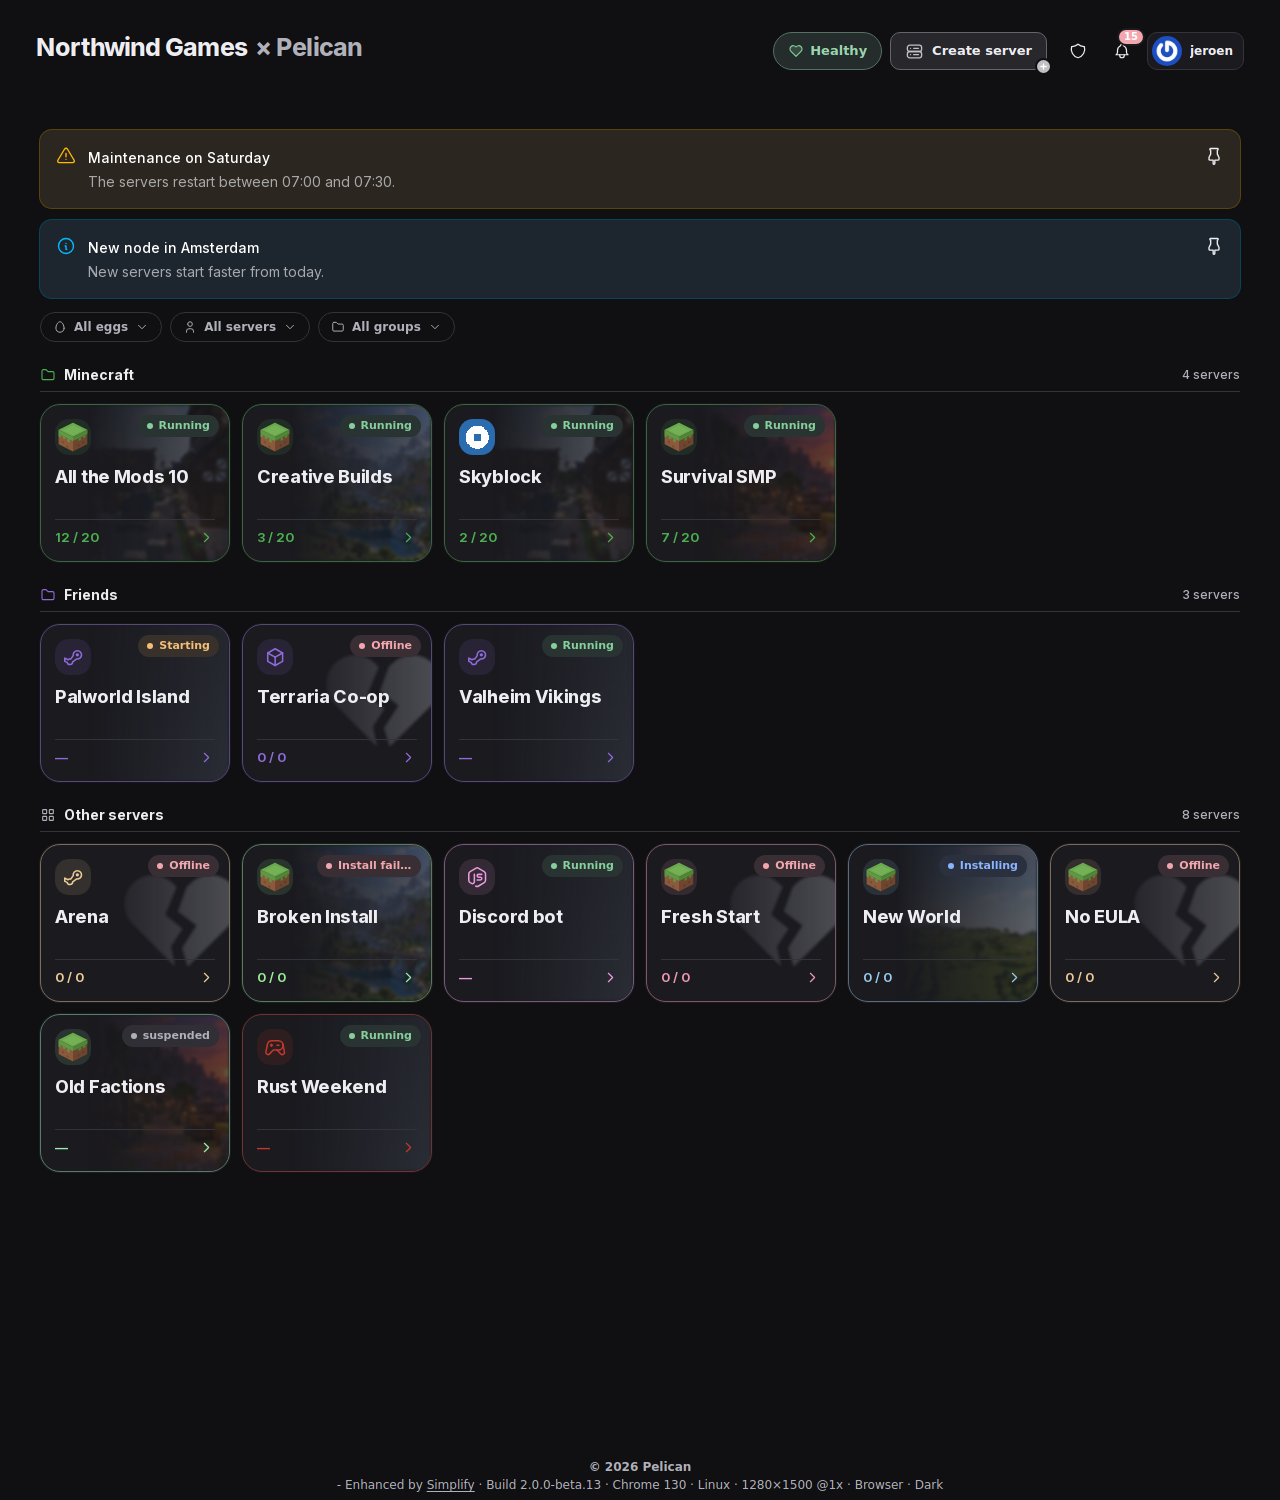 Northwind Games × Pelican
Healthy
Create server
15
jeroen
Maintenance on Saturday
The servers restart between 07:00 and 07:30.
New node in Amsterdam
New servers start faster from today.
All eggs
All servers
All groups
Minecraft
4 servers
Running
All the Mods 10
12 / 20
Running
Creative Builds
3 / 20
Running
Skyblock
2 / 20
Running
Survival SMP
7 / 20
Friends
3 servers
Starting
Palworld Island
—
Offline
Terraria Co-op
0 / 0
Running
Valheim Vikings
—
Other servers
8 servers
Offline
Arena
0 / 0
Install fail...
Broken Install
0 / 0
Running
JS
Discord bot
—
Offline
Fresh Start
0 / 0
Installing
New World
0 / 0
Offline
No EULA
0 / 0
suspended
Old Factions
—
Running
Rust Weekend
—
© 2026 Pelican
- Enhanced by Simplify · Build 2.0.0-beta.13 · Chrome 130 · Linux · 1280×1500 @1x · Browser · Dark